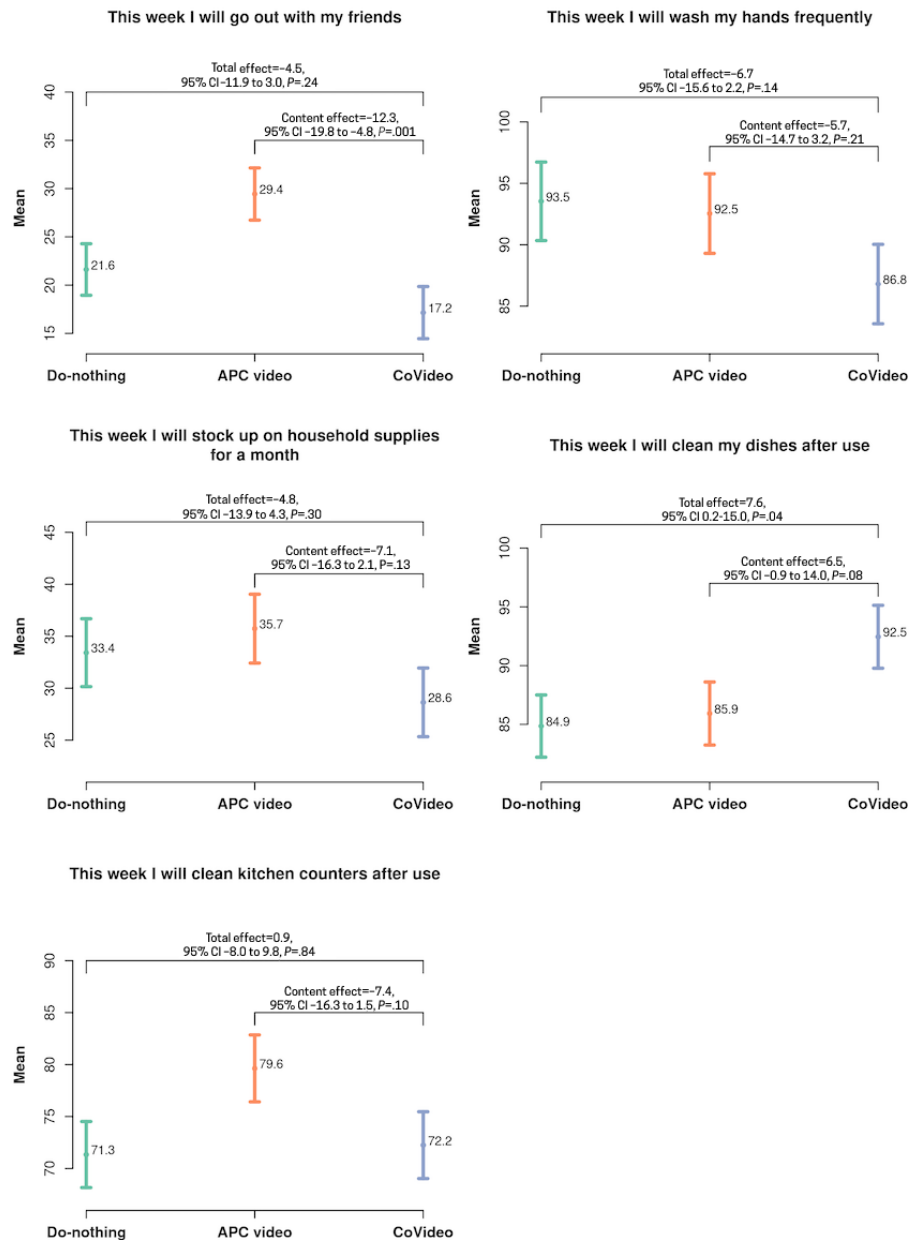 This week I will go out with my friends
Total effect=−4.5,
95% CI −11.9 to 3.0, P=.24
Content effect=−12.3,
95% CI −19.8 to −4.8, P=.001
40
35
30
25
20
15
Mean
21.6
29.4
17.2
Do-nothing APC video CoVideo
This week I will wash my hands frequently
Total effect=−6.7
95% CI −15.6 to 2.2, P=.14
Content effect=−5.7,
95% CI −14.7 to 3.2, P=.21
100
95
90
85
Mean
93.5
92.5
86.8
Do-nothing APC video CoVideo
This week I will stock up on household supplies
for a month
Total effect=−4.8,
95% CI −13.9 to 4.3, P=.30
Content effect=−7.1,
95% CI −16.3 to 2.1, P=.13
45
40
35
30
25
Mean
33.4
35.7
28.6
Do-nothing APC video CoVideo
This week I will clean my dishes after use
Total effect=7.6,
95% CI 0.2-15.0, P=.04
Content effect=6.5,
95% CI −0.9 to 14.0, P=.08
100
95
90
85
Mean
84.9
85.9
92.5
Do-nothing APC video CoVideo
This week I will clean kitchen counters after use
Total effect=0.9,
95% CI −8.0 to 9.8, P=.84
Content effect=−7.4,
95% CI −16.3 to 1.5, P=.10
90
85
80
75
70
Mean
71.3
79.6
72.2
Do-nothing APC video CoVideo